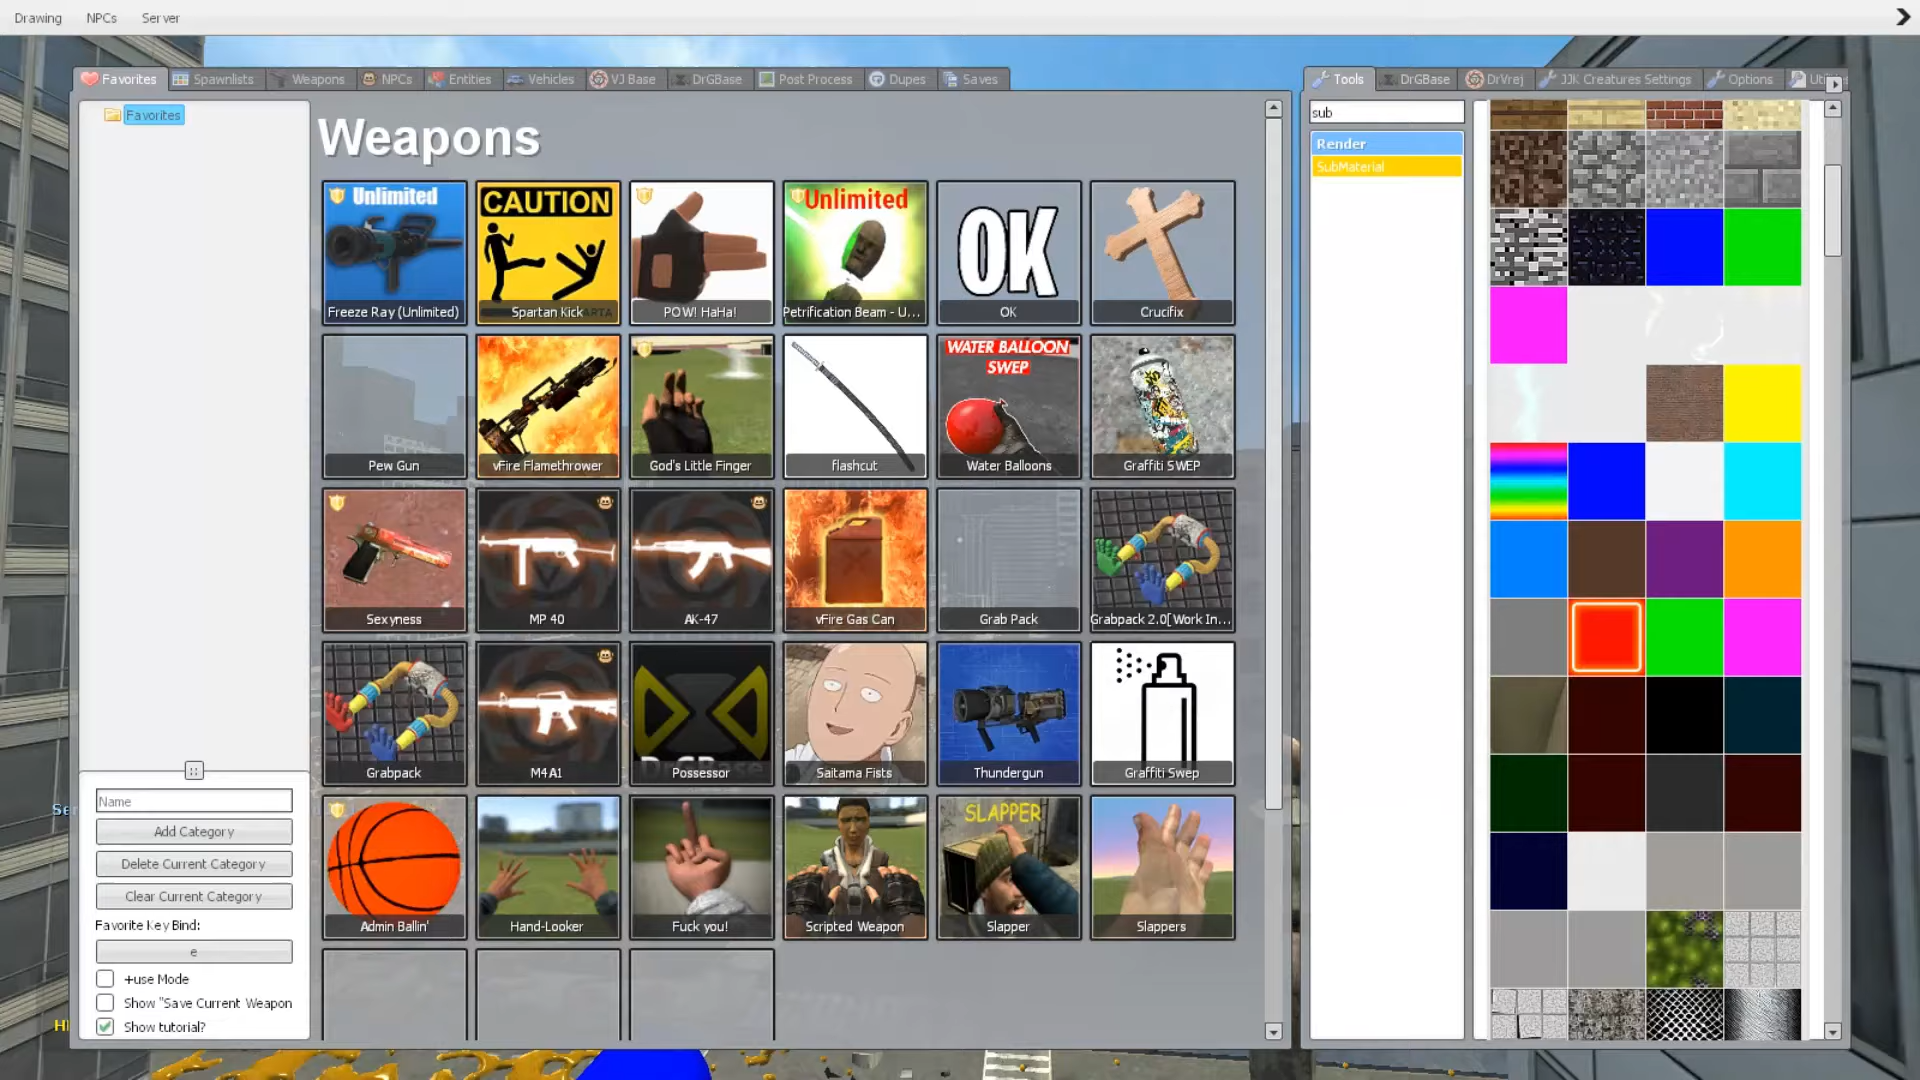 Drawing NPCs Server
Favorites Spawnlists Weapons NPCs Entities Vehicles VJ Base DrGBase Post Process Dupes Saves
Tools DrGBase DrVrej JJK Creatures Settings Options
Favorites
Weapons
sub
Render
SubMaterial
Unlimited
CAUTION
Unlimited
OK
Freeze Ray (Unlimited)
Spartan Kick
POW! HaHa!
Petrification Beam - U...
OK
Crucifix
WATER BALLOON
SWEP
Pew Gun
vFire Flamethrower
God's Little Finger
flashcut
Water Balloons
Graffiti SWEP
Sexyness
MP 40
AK-47
vFire Gas Can
Grab Pack
Grabpack 2.0[Work In...
Grabpack
M4A1
Possessor
Saitama Fists
Thundergun
Graffiti Swep
SLAPPER
Admin Ballin'
Hand-Looker
Fuck you!
Scripted Weapon
Slapper
Slappers
Name
Add Category
Delete Current Category
Clear Current Category
Favorite Key Bind:
e
+use Mode
Show "Save Current Weapon
Show tutorial?